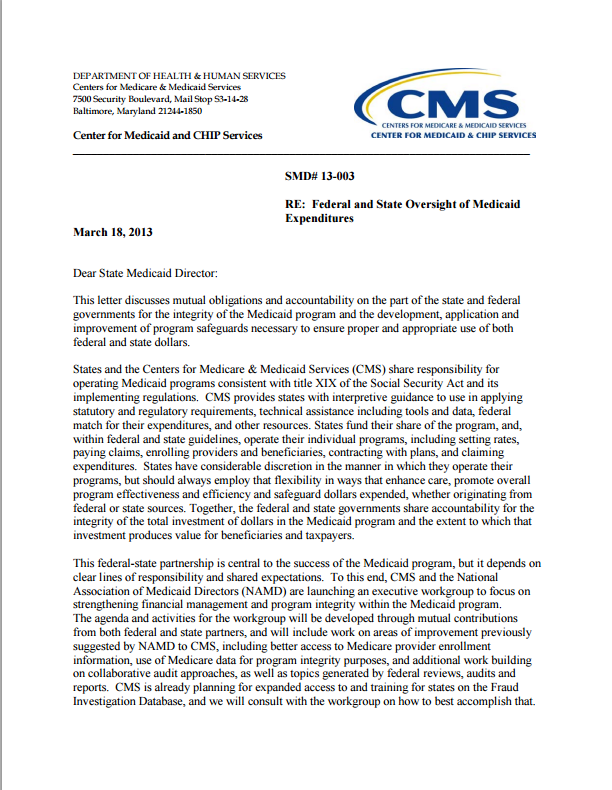 DEPARTMENT OF HEALTH & HUMAN SERVICES
Centers for Medicare & Medicaid Services
7500 Security Boulevard, Mail Stop S3-14-28
Baltimore, Maryland 21244-1850
Center for Medicaid and CHIP Services
CMS
CENTERS FOR MEDICARE & MEDICAID SERVICES
CENTER FOR MEDICAID & CHIP SERVICES
SMD# 13-003
RE: Federal and State Oversight of Medicaid
Expenditures
March 18, 2013
Dear State Medicaid Director:
This letter discusses mutual obligations and accountability on the part of the state and federal
governments for the integrity of the Medicaid program and the development, application and
improvement of program safeguards necessary to ensure proper and appropriate use of both
federal and state dollars.
States and the Centers for Medicare & Medicaid Services (CMS) share responsibility for
operating Medicaid programs consistent with title XIX of the Social Security Act and its
implementing regulations. CMS provides states with interpretive guidance to use in applying
statutory and regulatory requirements, technical assistance including tools and data, federal
match for their expenditures, and other resources. States fund their share of the program, and,
within federal and state guidelines, operate their individual programs, including setting rates,
paying claims, enrolling providers and beneficiaries, contracting with plans, and claiming
expenditures. States have considerable discretion in the manner in which they operate their
programs, but should always employ that flexibility in ways that enhance care, promote overall
program effectiveness and efficiency and safeguard dollars expended, whether originating from
federal or state sources. Together, the federal and state governments share accountability for the
integrity of the total investment of dollars in the Medicaid program and the extent to which that
investment produces value for beneficiaries and taxpayers.
This federal-state partnership is central to the success of the Medicaid program, but it depends on
clear lines of responsibility and shared expectations. To this end, CMS and the National
Association of Medicaid Directors (NAMD) are launching an executive workgroup to focus on
strengthening financial management and program integrity within the Medicaid program.
The agenda and activities for the workgroup will be developed through mutual contributions
from both federal and state partners, and will include work on areas of improvement previously
suggested by NAMD to CMS, including better access to Medicare provider enrollment
information, use of Medicare data for program integrity purposes, and additional work building
on collaborative audit approaches, as well as topics generated by federal reviews, audits and
reports. CMS is already planning for expanded access to and training for states on the Fraud
Investigation Database, and we will consult with the workgroup on how to best accomplish that.